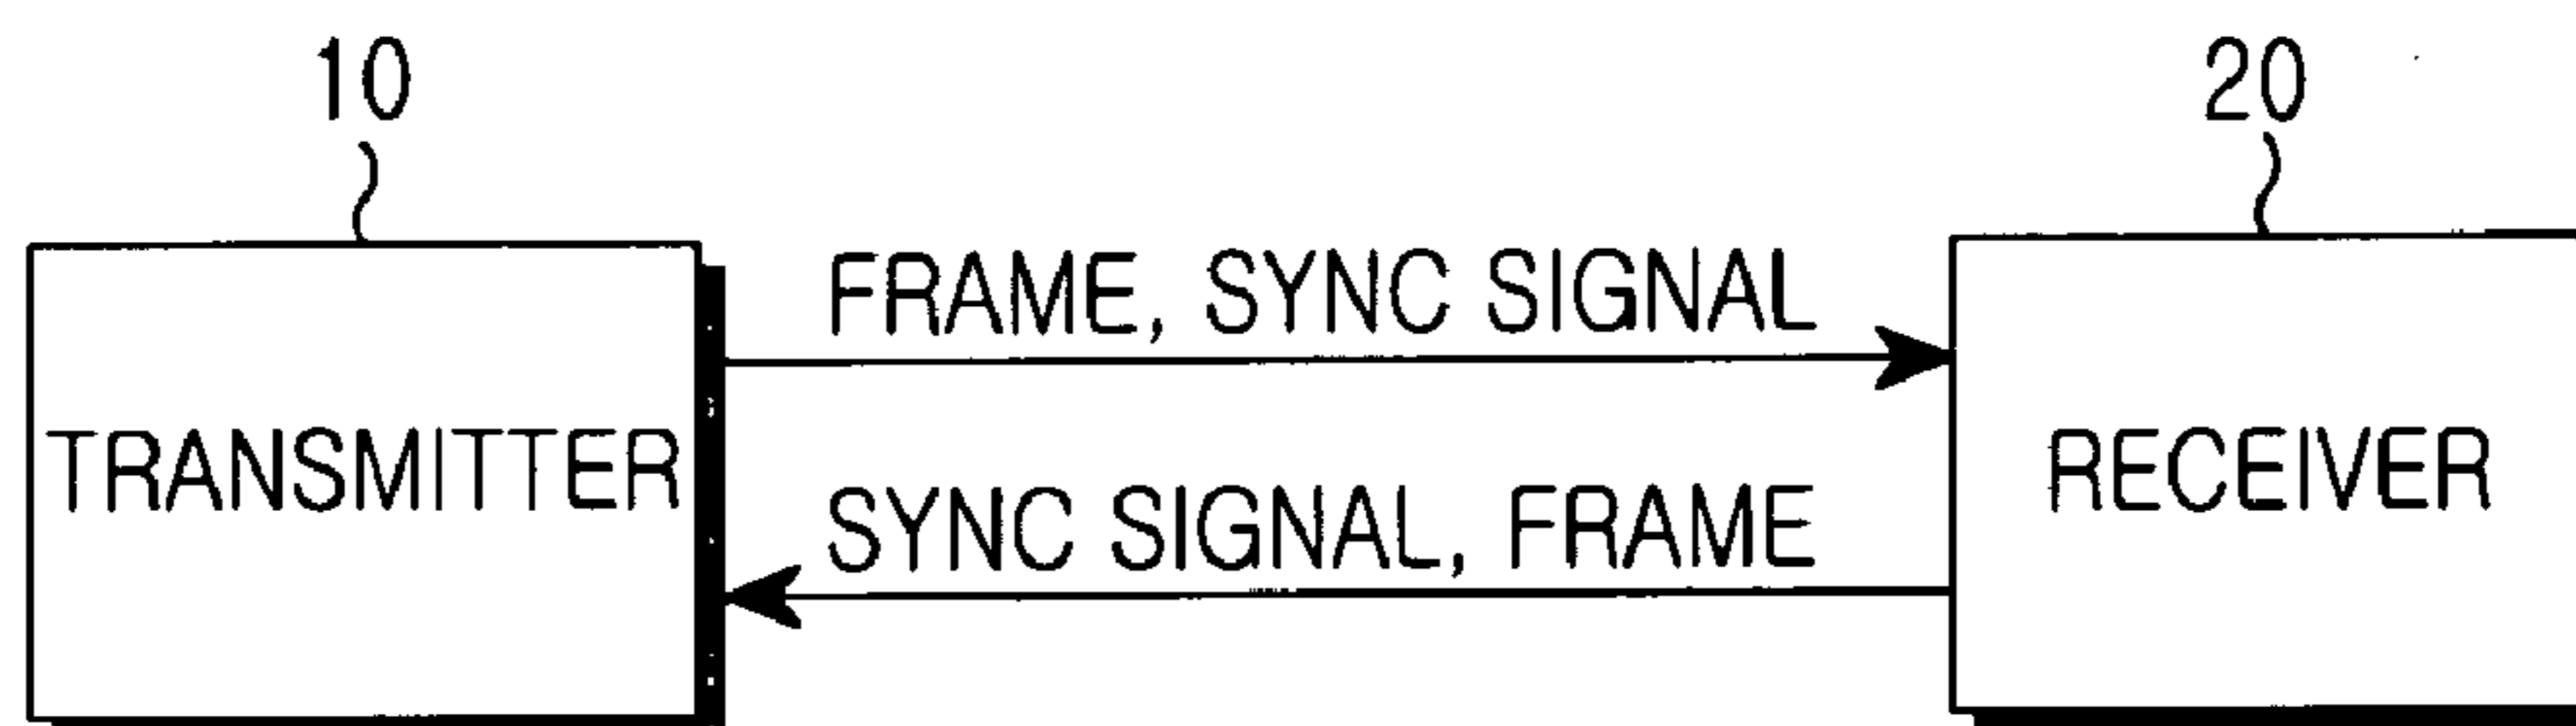 10
20
FRAME, SYNC SIGNAL
TRANSMITTER
RECEIVER
SYNC SIGNAL, FRAME